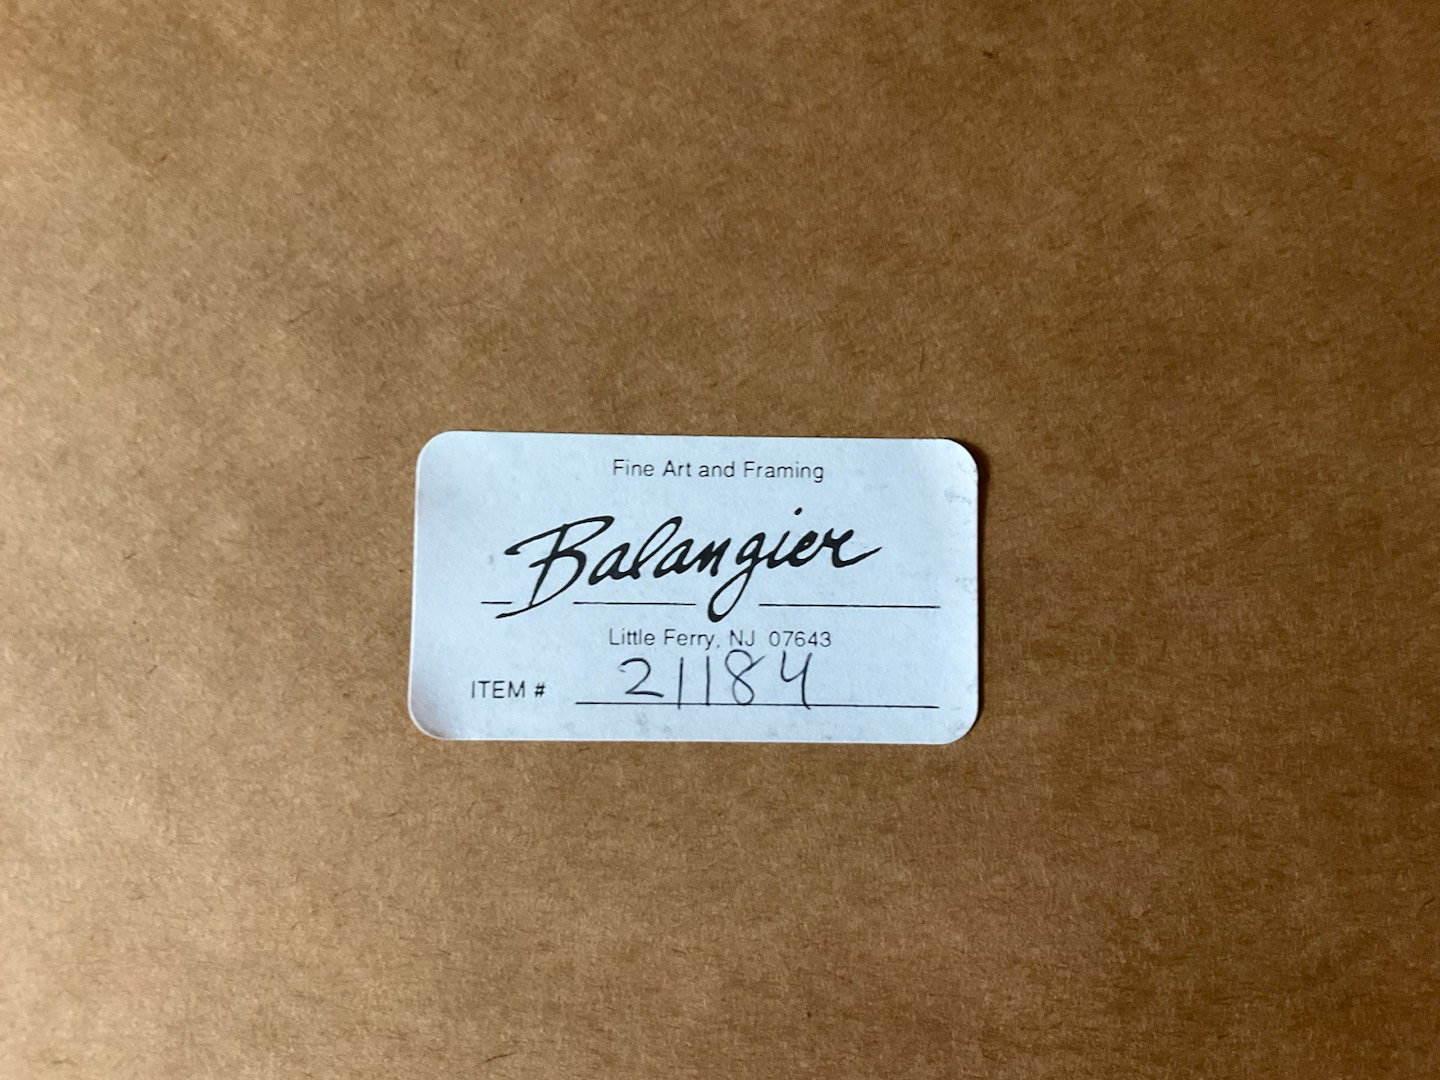 Fine Art and Framing
Balangier
Little Ferry, NJ 07643
ITEM # 21184